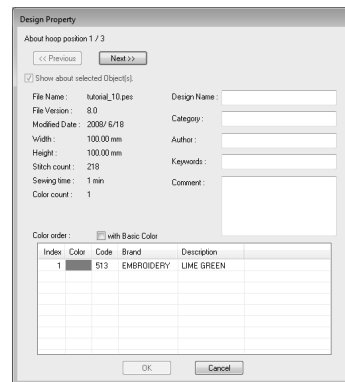 Design Property
About hoop position 1 / 3
<< Previous Next >>
Show about selected Object(s).
File Name : tutorial_10.pes Design Name :
File Version : 8.0
Category :
Modified Date : 2008/ 6/18
Width : 100.00 mm Author :
Height : 100.00 mm
Keywords :
Stitch count : 218
Sewing time : 1 min Comment :
Color count : 1
Color order : with Basic Color
Index Color Code Brand Description
1 513 EMBROIDERY LIME GREEN
OK Cancel